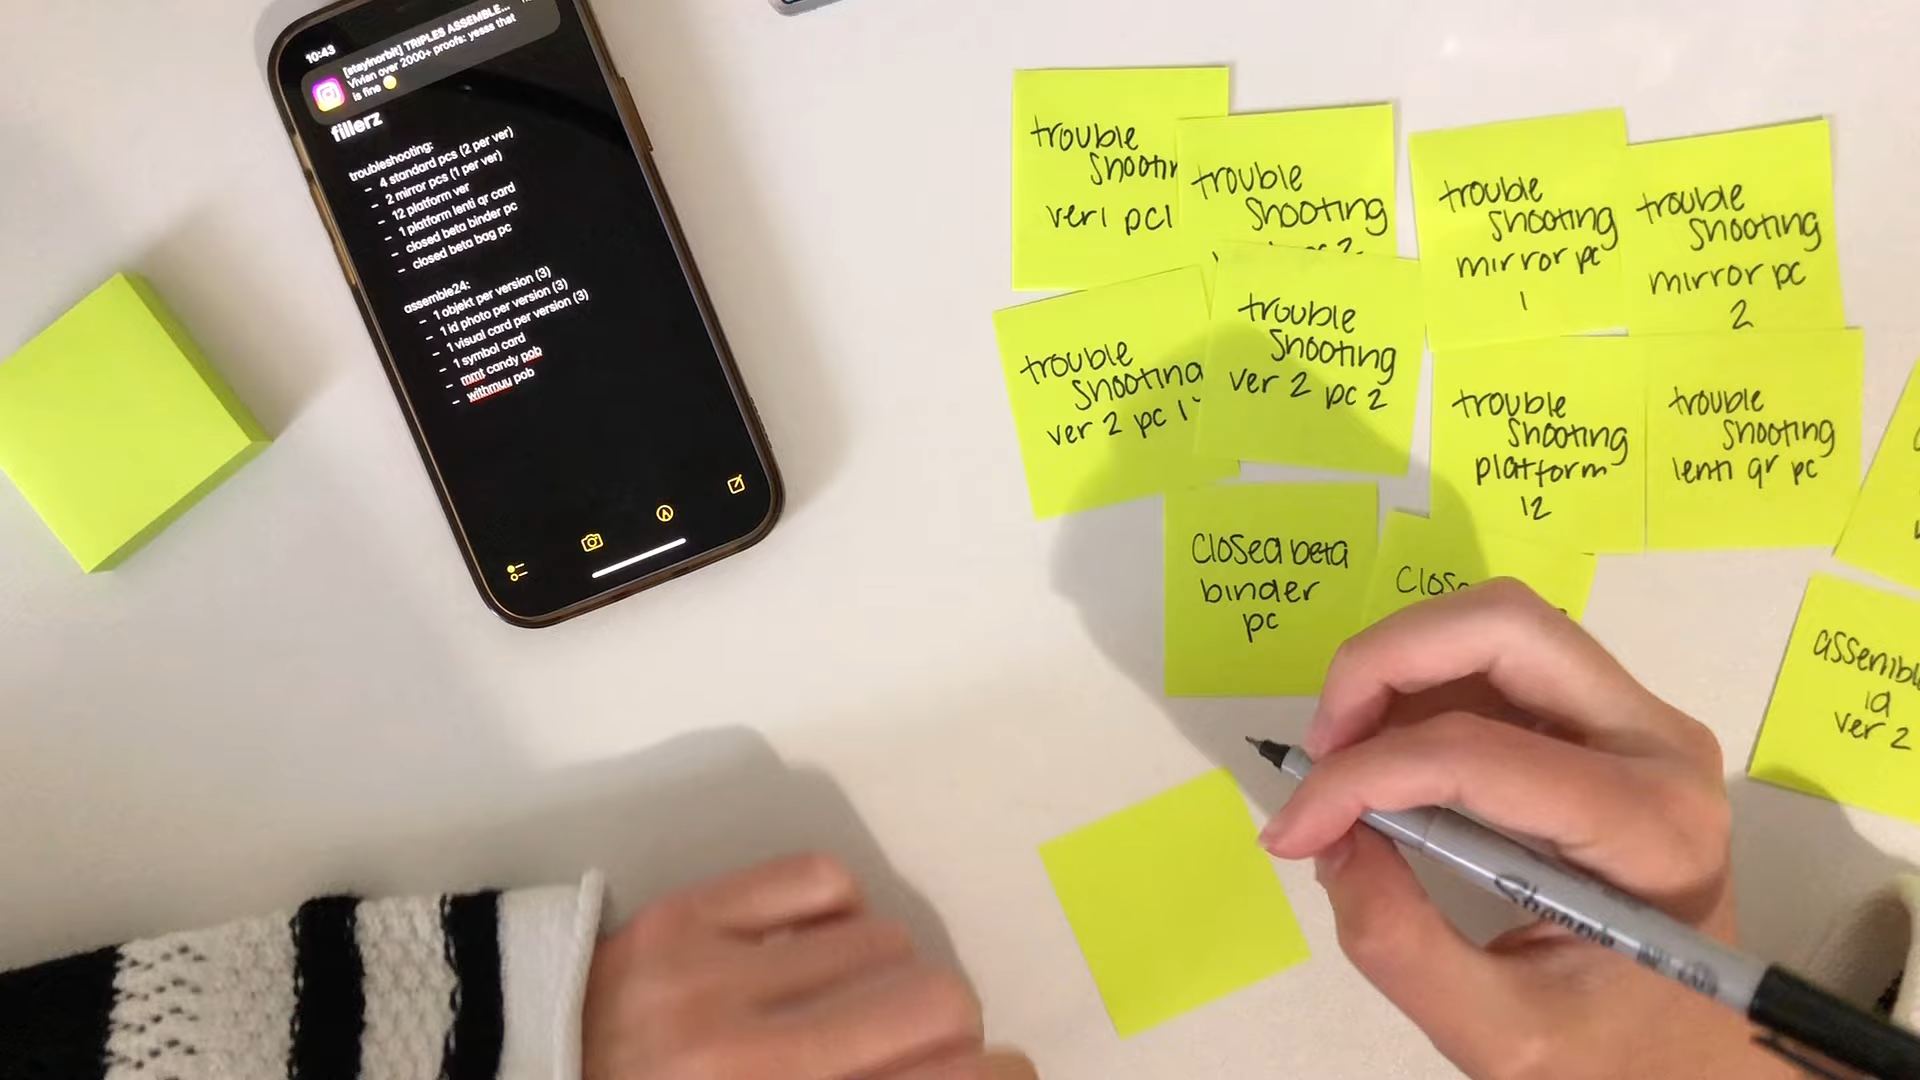 10:43
[stayinorbit] TRIPLES ASSEMBLE...
Vivian over 2000+ proofs: yesss that
is fine
fillerz
troubleshooting:
- 4 standard pcs (2 per ver)
- 2 mirror pcs (1 per ver)
- 12 platform ver
- 1 platform lenti qr card
- closed beta binder pc
- closed beta bag pc
assemble24:
- 1 objekt per version (3)
- 1 id photo per version (3)
- 1 visual card per version (3)
- 1 symbol card
- mmt candy pob
- withmuu pob
trouble
shootin
ver1 pc1
trouble
shooting
2
trouble
shooting
mirror pc
1
trouble
shooting
mirror pc
2
trouble
shooting
ver 2 pc 1
trouble
shooting
ver 2 pc 2
trouble
shooting
platform
12
trouble
shooting
lenti qr pc
closed beta
binder
pc
Close
assembl
id
ver 2
Sharpie